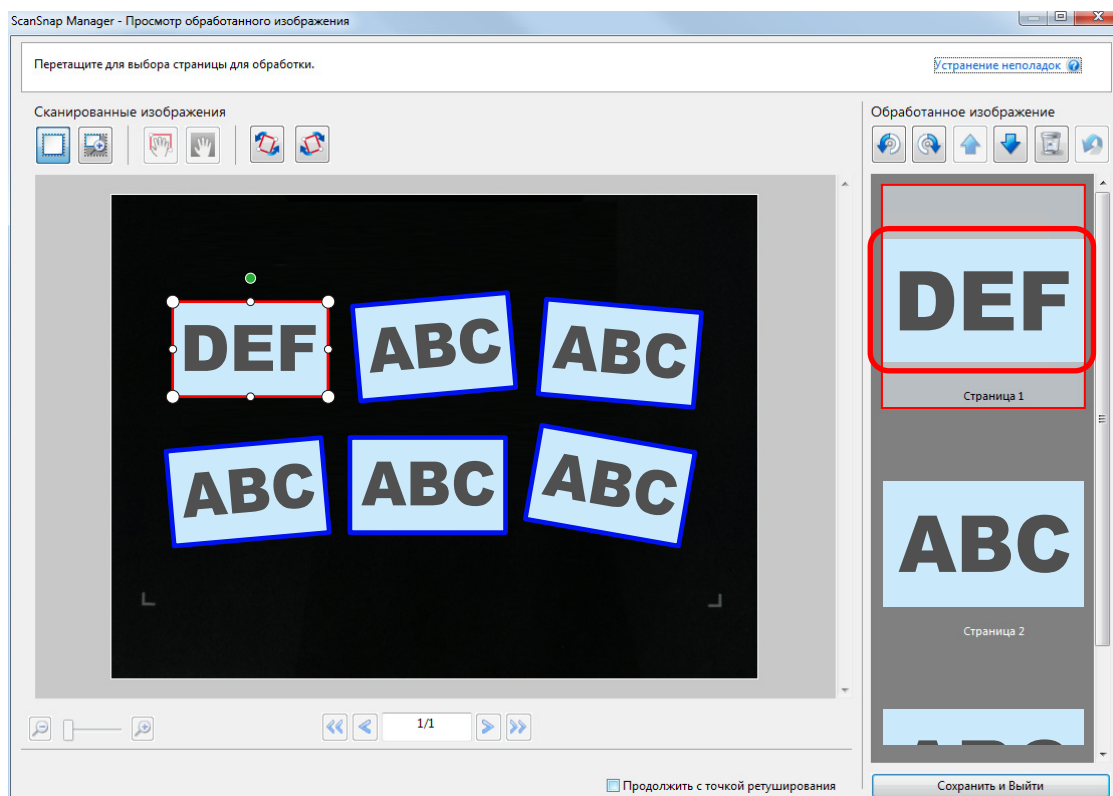 ScanSnap Manager - Просмотр обработанного изображения
Перетащите для выбора страницы для обработки.
Устранение неполадок
Сканированные изображения
Обработанное изображение
DEF
ABC
ABC
ABC
ABC
ABC
DEF
Страница 1
ABC
Страница 2
ABC
1/1
Продолжить с точкой ретуширования
Сохранить и Выйти